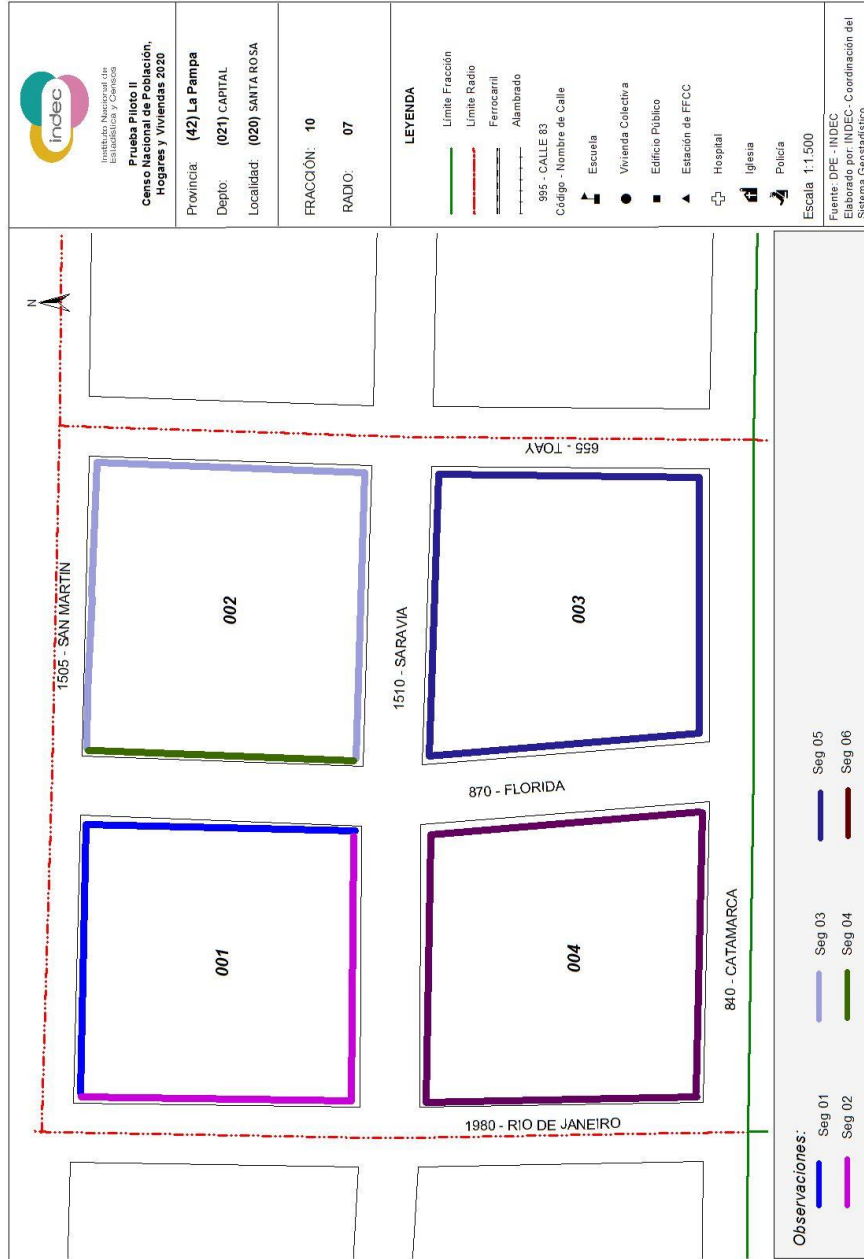 indec
Instituto Nacional de
Estadística y Censos
Prueba Piloto II
Censo Nacional de Población,
Hogares y Viviendas 2020
Provincia: (42) La Pampa
Depto: (021) CAPITAL
Localidad: (020) SANTA ROSA
FRACCIÓN: 10
RADIO: 07
LEYENDA
Límite Fracción
Límite Radio
Ferrocarril
Alambrado
995 - CALLE 83
Código - Nombre de Calle
Escuela
Vivienda Colectiva
Edificio Público
Estación de FFCC
Hospital
Iglesia
Policía
Escala 1:1.500
Fuente: DPE - INDEC
Elaborado por: INDEC - Coordinación del
Sistema Geoestadístico
N
1505 - SAN MARTIN
001
002
1510 - SARAVIA
655 - TOAY
870 - FLORIDA
003
004
1980 - RIO DE JANEIRO
840 - CATAMARCA
Observaciones:
Seg 01
Seg 03
Seg 05
Seg 02
Seg 04
Seg 06